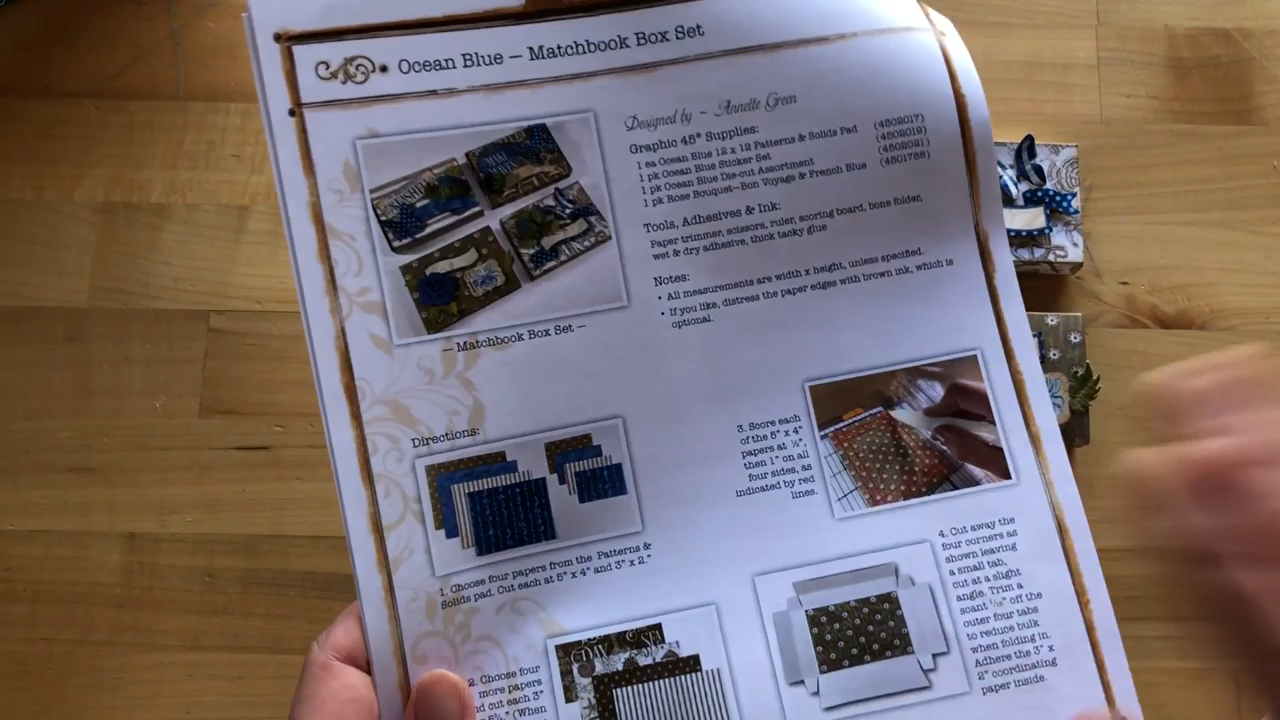 Ocean Blue – Matchbook Box Set
Designed by ~ Annette Green
Graphic 45® Supplies:
1 ea Ocean Blue 12 x 12 Patterns & Solids Pad (4502017)
1 pk Ocean Blue Sticker Set (4502019)
1 pk Ocean Blue Die-cut Assortment (4502021)
1 pk Rose Bouquet—Bon Voyage & French Blue (4501785)
Tools, Adhesives & Ink:
Paper trimmer, scissors, ruler, scoring board, bone folder,
wet & dry adhesive, thick tacky glue
Notes:
• All measurements are width x height, unless specified.
• If you like, distress the paper edges with brown ink, which is
optional.
— Matchbook Box Set —
Directions:
1. Choose four papers from the Patterns &
Solids pad. Cut each at 5" x 4" and 3" x 2."
2. Choose four
more papers
nd cut each 3"
(When
3. Score each
of the 5" x 4"
papers at ½",
then 1" on all
four sides, as
indicated by red
lines.
4. Cut away the
four corners as
shown leaving
a small tab,
cut at a slight
angle. Trim a
scant 1/16" off the
outer four tabs
to reduce bulk
when folding in.
Adhere the 3" x
2" coordinating
paper inside.